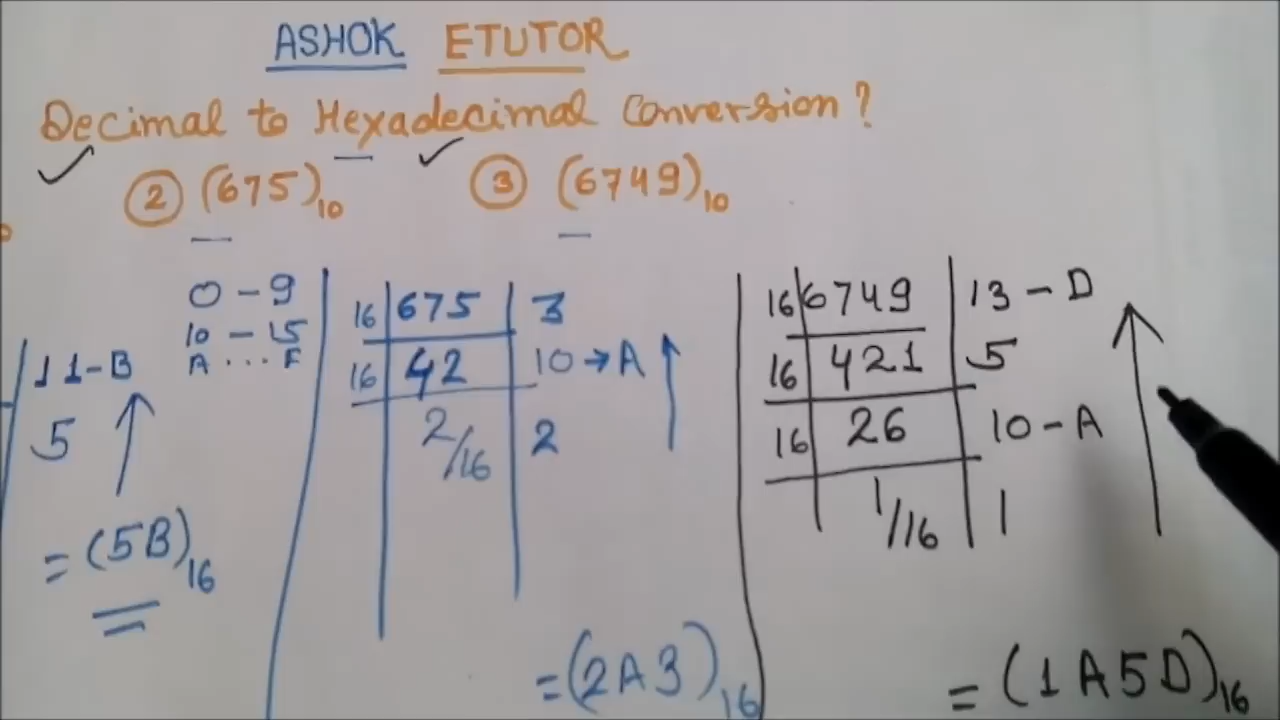 ASHOK ETUTOR
Decimal to Hexadecimal Conversion?
② (675)10
③ (6749)10
0 - 9
10 - 15
A ... F
11-B
5
= (5B)16
16 675 3
16 42 10→A
2/16 2
= (2A3)16
16 6749 13 - D
16 421 5
16 26 10 - A
1/16 1
= (1A5D)16